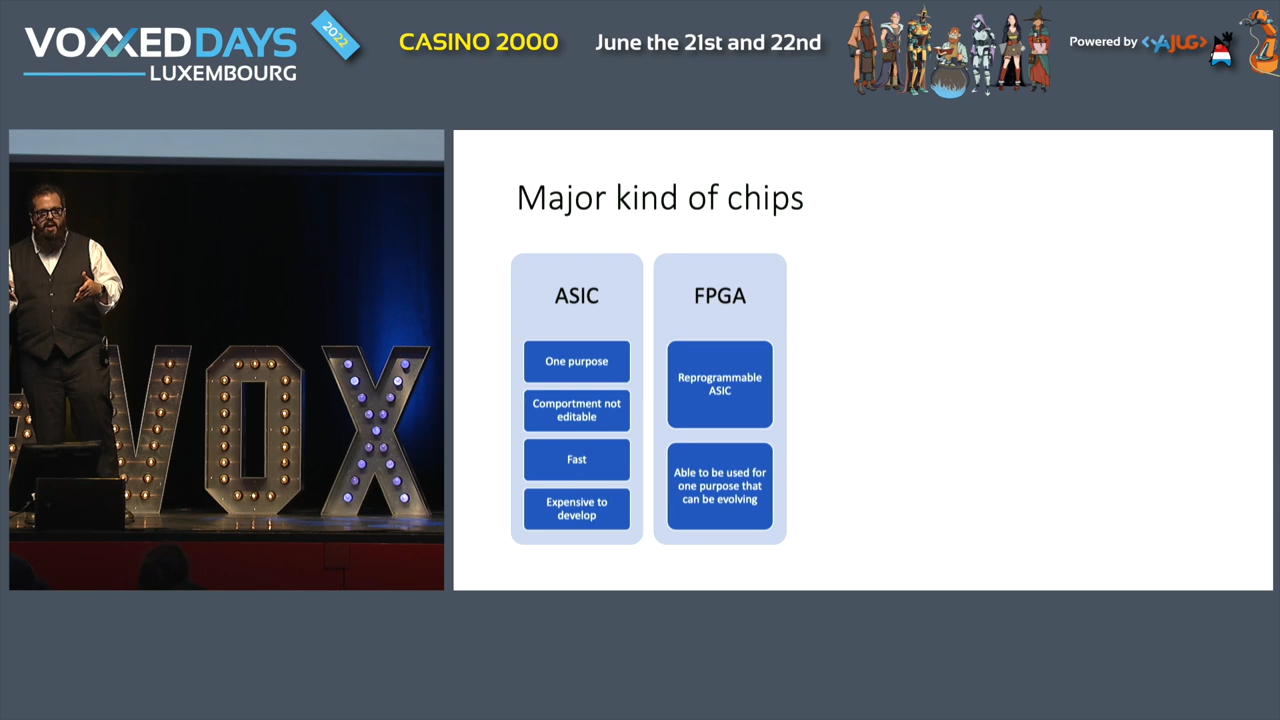 VOXXED DAYS
LUXEMBOURG
2022
CASINO 2000
June the 21st and 22nd
Powered by <YAJUG>
VOX
Major kind of chips
ASIC
One purpose
Comportment not
editable
Fast
Expensive to
develop
FPGA
Reprogrammable
ASIC
Able to be used for
one purpose that
can be evolving